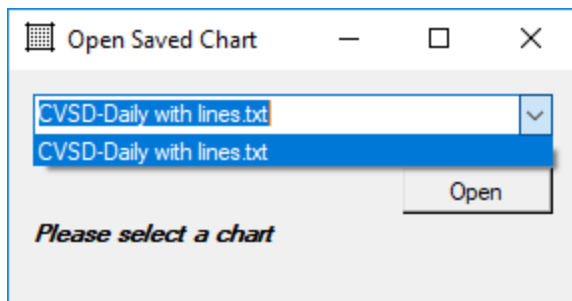 Open Saved Chart
CVSD-Daily with lines.txt
CVSD-Daily with lines.txt
Open
Please select a chart